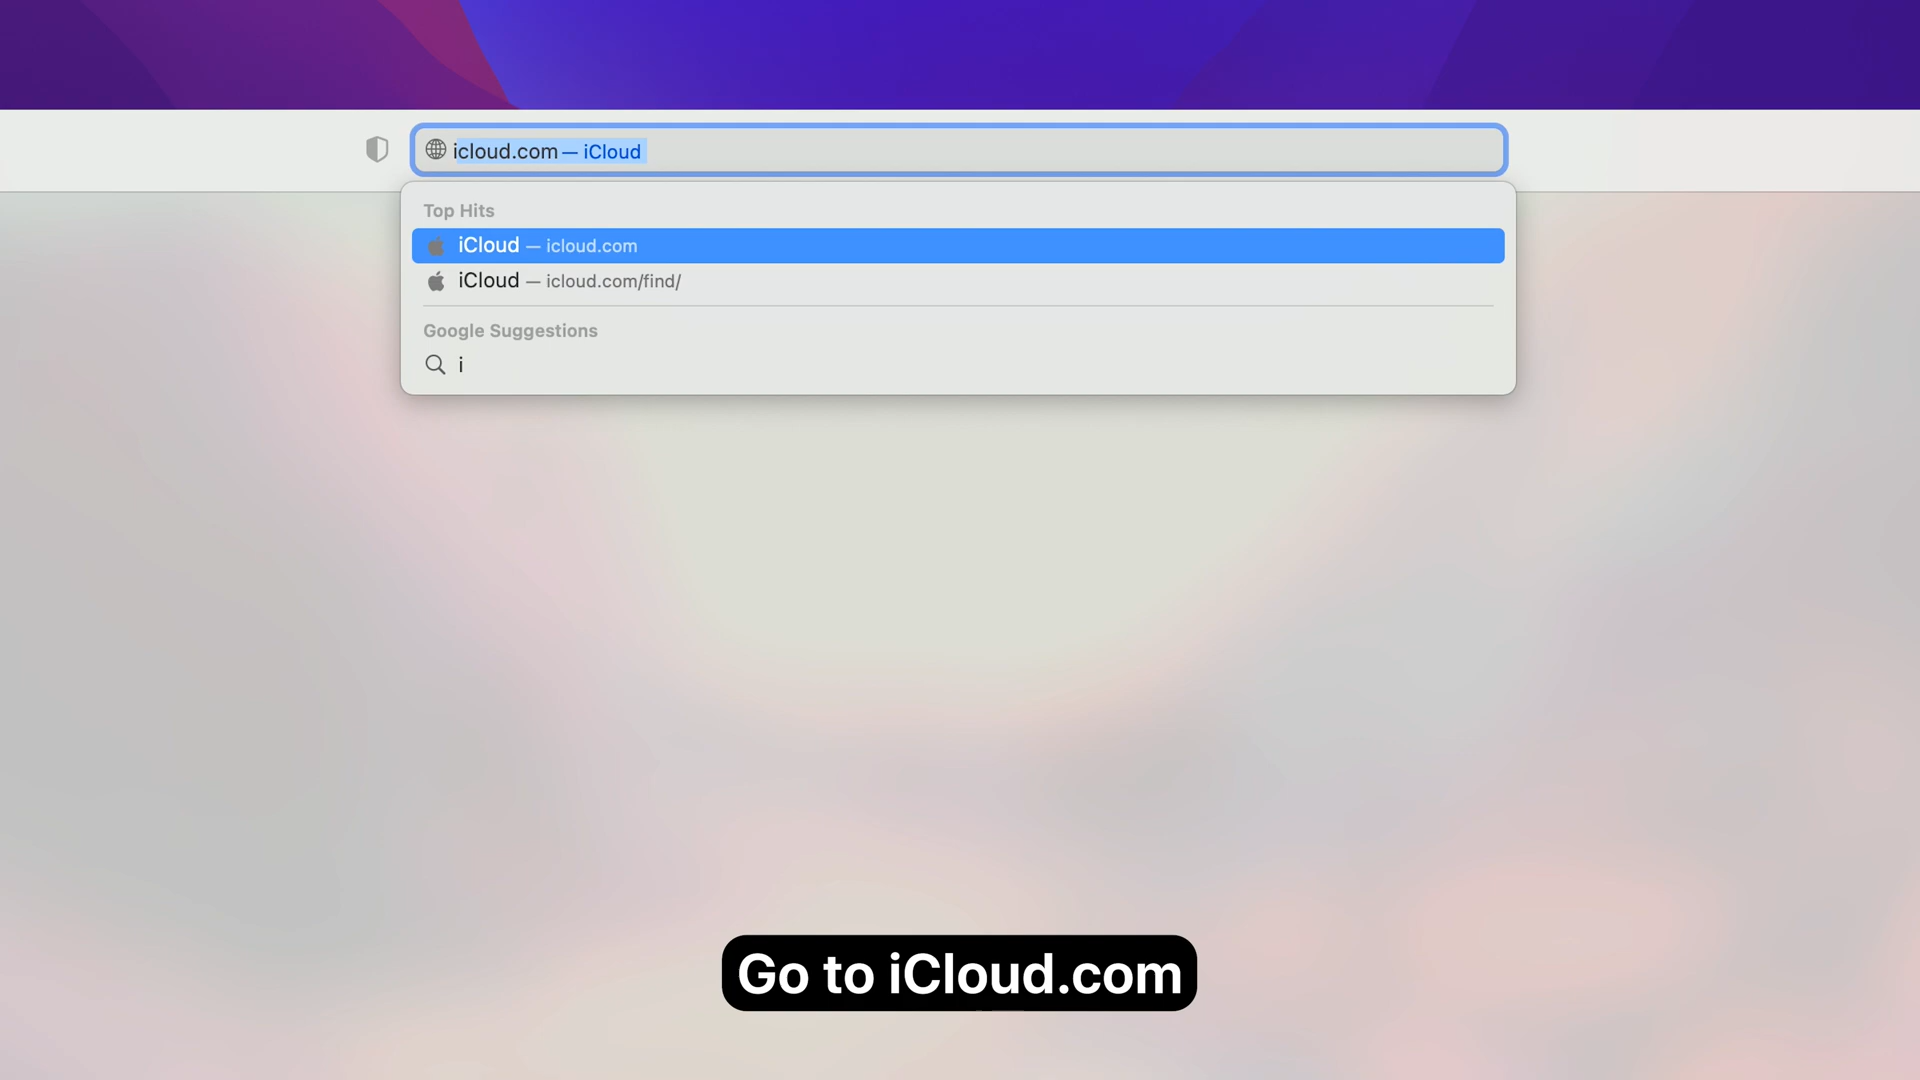 icloud.com — iCloud
Top Hits
iCloud — icloud.com
iCloud — icloud.com/find/
Google Suggestions
i
Go to iCloud.com